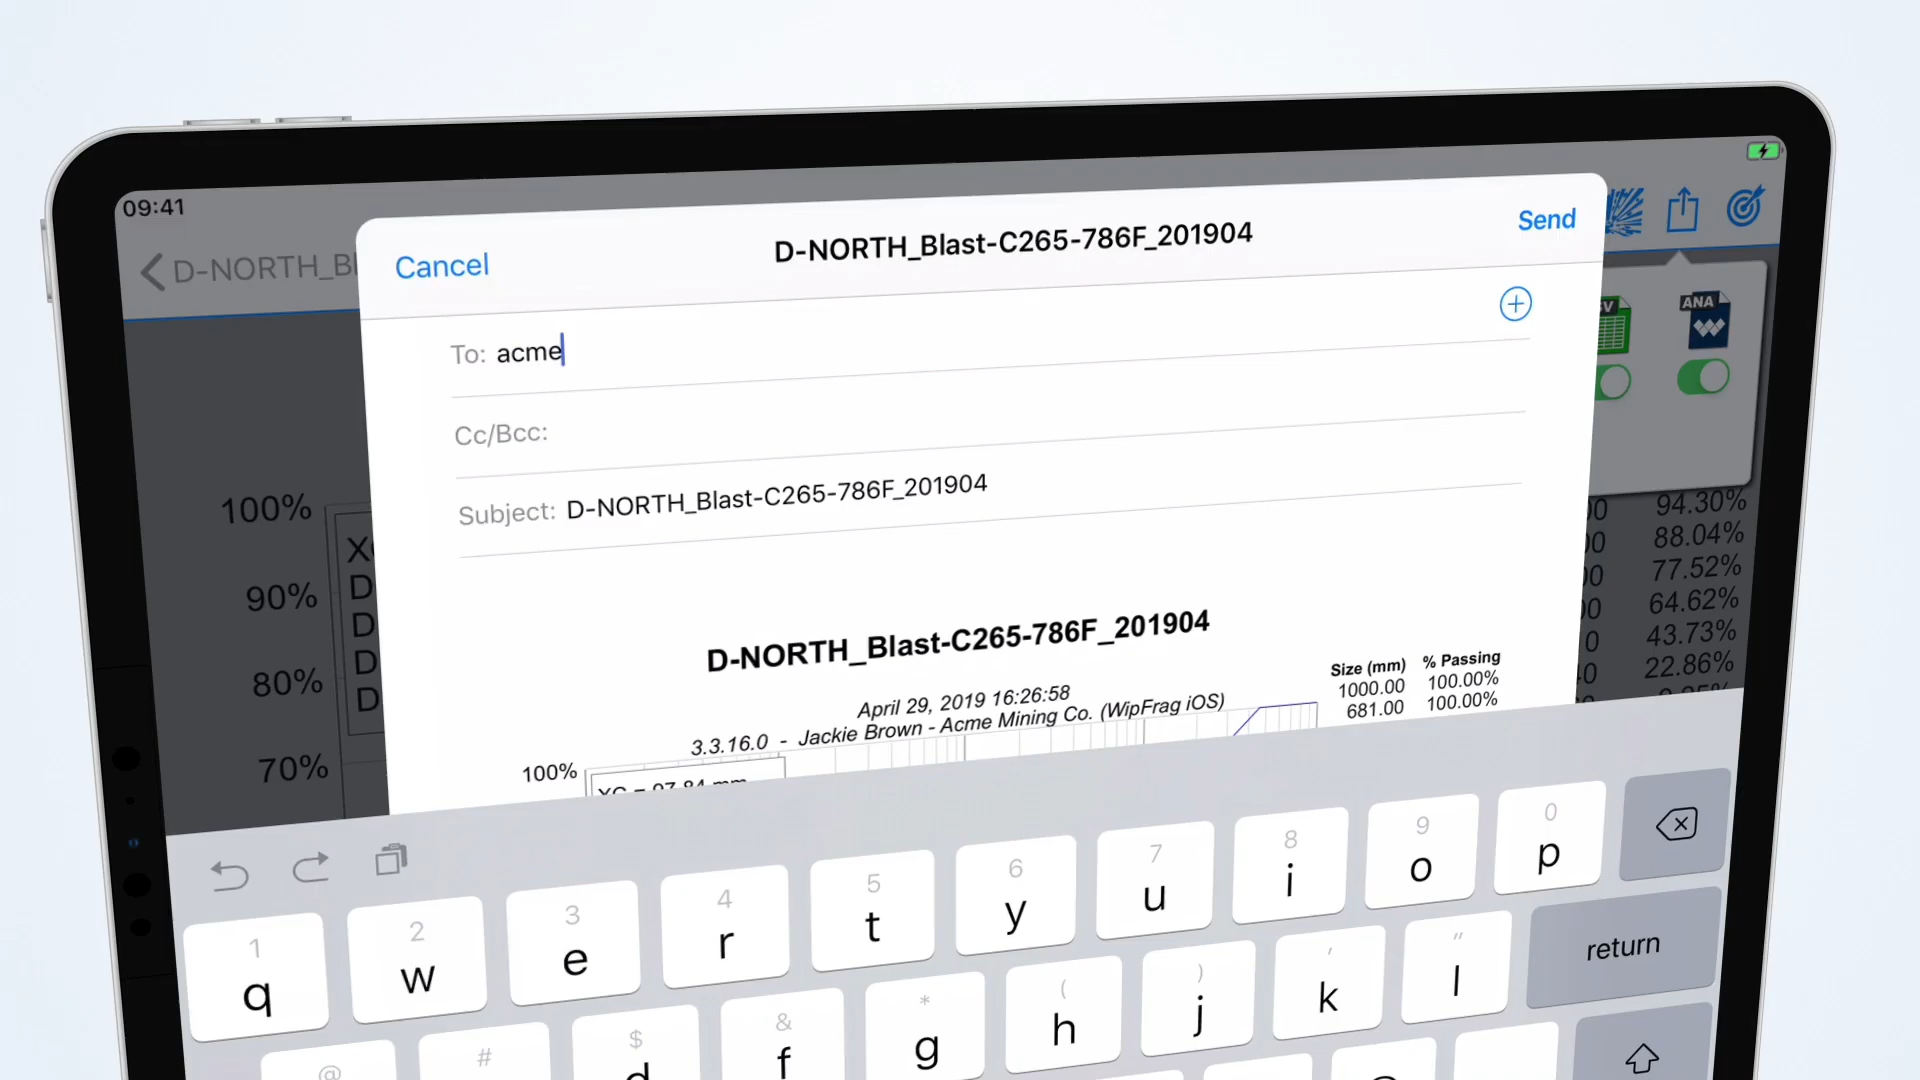 09:41
D-NORTH_Bl
Cancel
D-NORTH_Blast-C265-786F_201904
Send
To: acme
Cc/Bcc:
Subject: D-NORTH_Blast-C265-786F_201904
ANA
100%
90%
80%
70%
94.30%
88.04%
77.52%
64.62%
43.73%
22.86%
D-NORTH_Blast-C265-786F_201904
April 29, 2019 16:26:58
3.3.16.0 - Jackie Brown - Acme Mining Co. (WipFrag iOS)
Size (mm) % Passing
1000.00 100.00%
681.00 100.00%
100%
1 2 3 4 5 6 7 8 9 0
q w e r t y u i o p
@ # $ & * ( ) ' "
d f g h j k l return